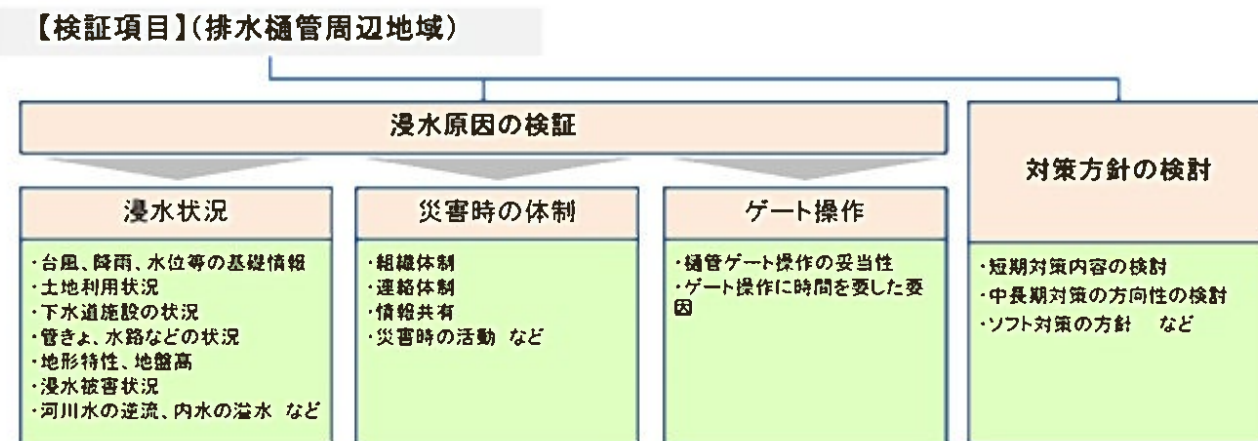 【検証項目】(排水樋管周辺地域)
浸水原因の検証
浸水状況
・台風、降雨、水位等の基礎情報
・土地利用状況
・下水道施設の状況
・管きょ、水路などの状況
・地形特性、地盤高
・浸水被害状況
・河川水の逆流、内水の溢水 など
災害時の体制
・組織体制
・連絡体制
・情報共有
・災害時の活動 など
ゲート操作
・樋管ゲート操作の妥当性
・ゲート操作に時間を要した要
因
対策方針の検討
・短期対策内容の検討
・中長期対策の方向性の検討
・ソフト対策の方針 など